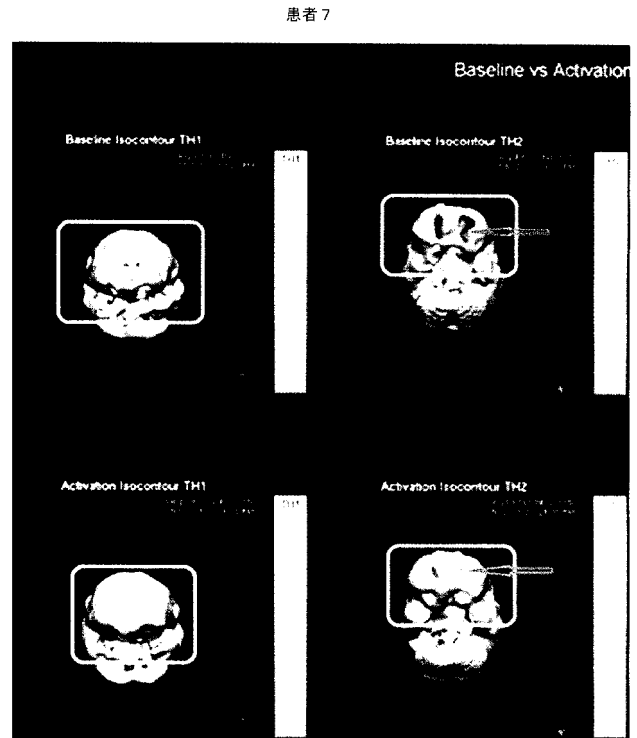 患者7
Baseline vs Activation
Baseline Isocontour TH1
Baseline Isocontour TH2
Activation Isocontour TH1
Activation Isocontour TH2